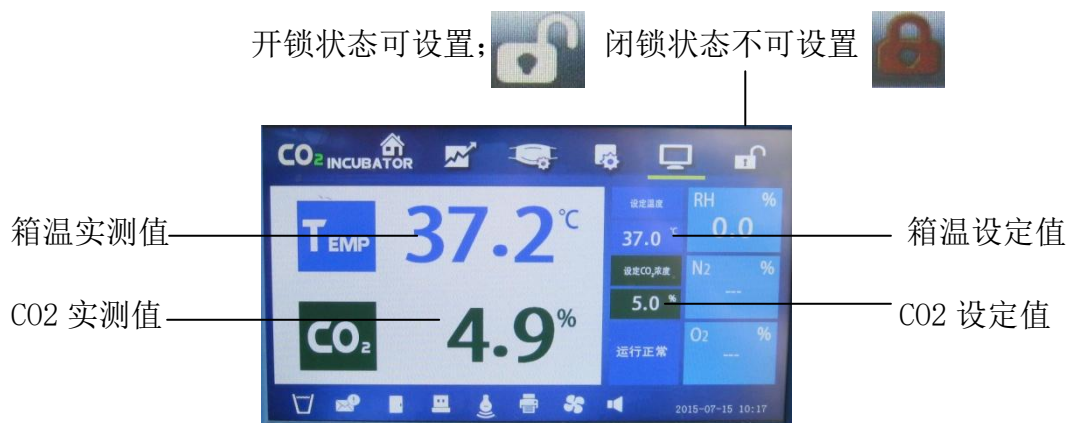 开锁状态可设置；
闭锁状态不可设置
CO2 INCUBATOR
箱温实测值
TEMP
37.2℃
设定温度
37.0 ℃
RH %
0.0
箱温设定值
CO2 实测值
CO2
4.9%
设定CO2浓度
5.0 %
N2 %
---
CO2 设定值
运行正常
O2 %
---
2015-07-15 10:17